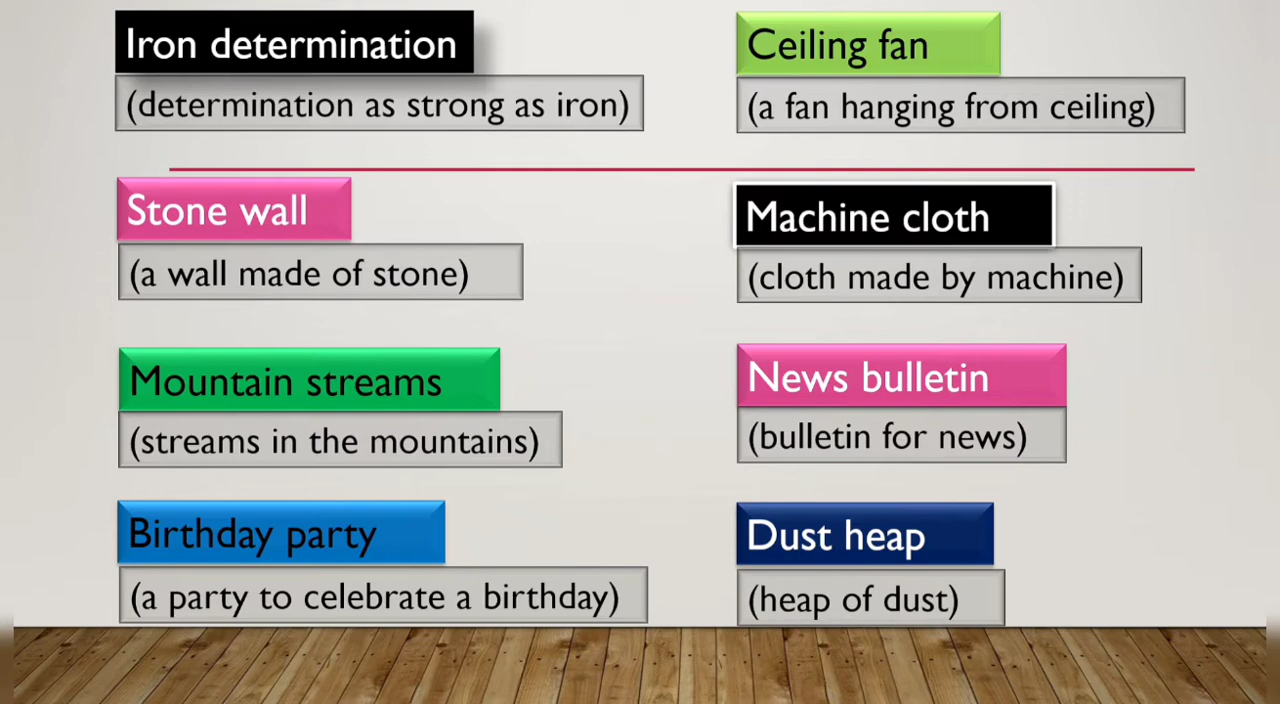 Iron determination
(determination as strong as iron)
Ceiling fan
(a fan hanging from ceiling)
Stone wall
(a wall made of stone)
Machine cloth
(cloth made by machine)
Mountain streams
(streams in the mountains)
News bulletin
(bulletin for news)
Birthday party
(a party to celebrate a birthday)
Dust heap
(heap of dust)